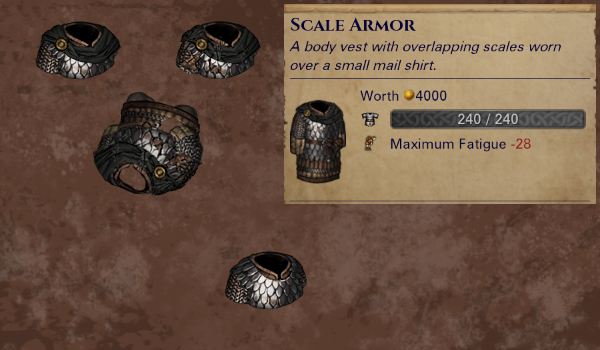 Scale Armor
A body vest with overlapping scales worn
over a small mail shirt.
Worth 4000
240 / 240
Maximum Fatigue -28